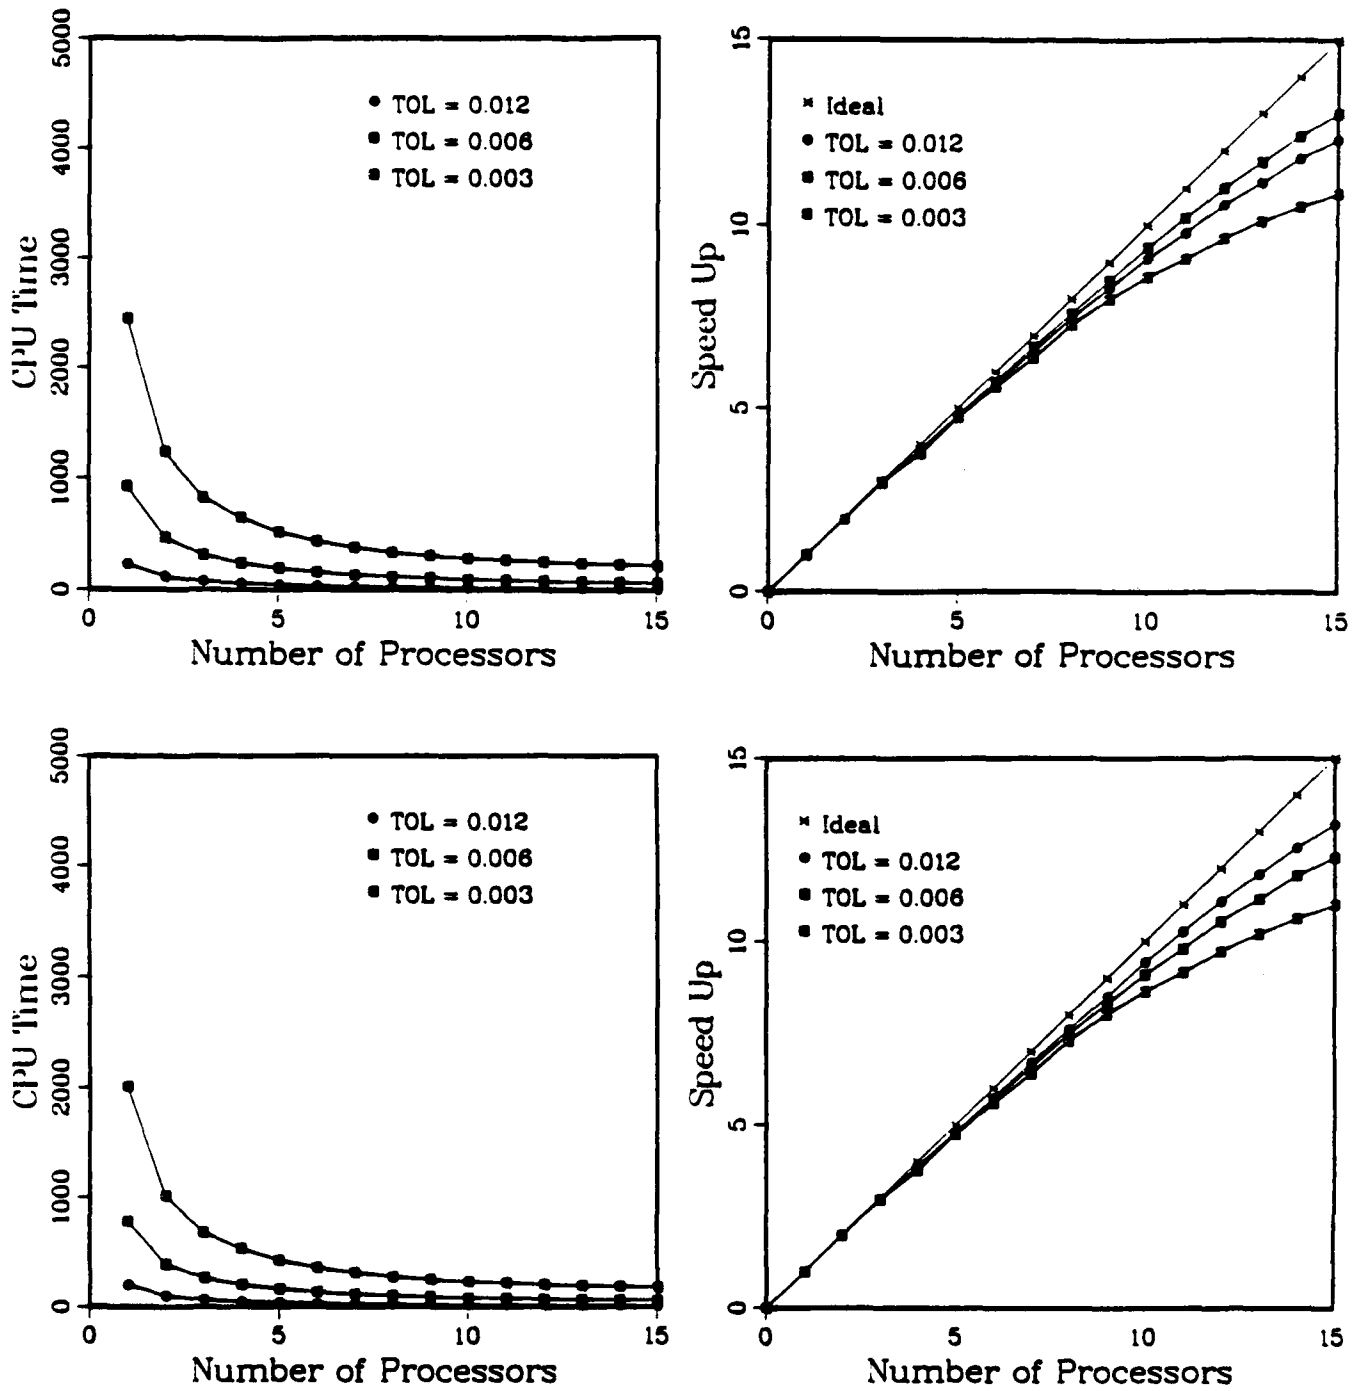 5000
4000
3000
2000
1000
0
CPU Time
TOL = 0.012
TOL = 0.006
TOL = 0.003
0 5 10 15
Number of Processors
15
10
5
0
Speed Up
Ideal
TOL = 0.012
TOL = 0.006
TOL = 0.003
0 5 10 15
Number of Processors
5000
4000
3000
2000
1000
0
CPU Time
TOL = 0.012
TOL = 0.006
TOL = 0.003
0 5 10 15
Number of Processors
15
10
5
0
Speed Up
Ideal
TOL = 0.012
TOL = 0.006
TOL = 0.003
0 5 10 15
Number of Processors